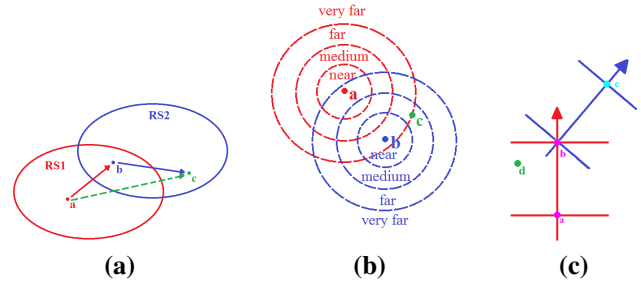 RS2
RS1
b
c
a
(a)
very far
far
medium
near
a
c
b
near
medium
far
very far
(b)
c
b
d
a
(c)